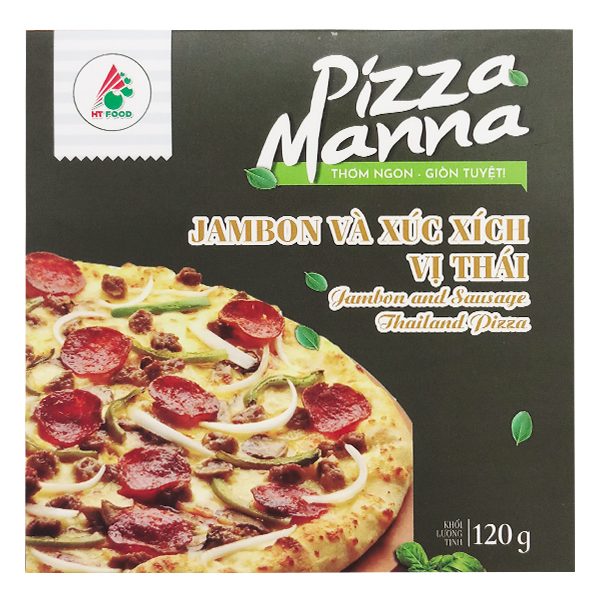 HT FOOD
Pizza
Manna
THƠM NGON - GIÒN TUYỆT!
JAMBON VÀ XÚC XÍCH
VỊ THÁI
Jambon and Sausage
Thailand Pizza
KHỐI
LƯỢNG
TỊNH
120 g